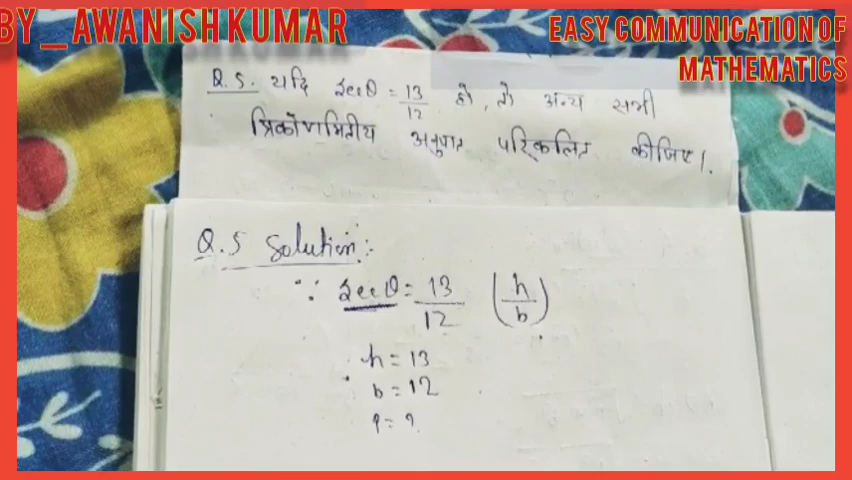 BY_ AWANISH KUMAR
EASY COMMUNICATION OF
MATHEMATICS
Q.5. यदि secθ = 13/12 हो, तो अन्य सभी
त्रिकोणमितीय अनुपात परिकलित कीजिए।
Q.5 Solution:
∵ secθ = 13/12 (h/b)
h = 13
b = 12
p = ?